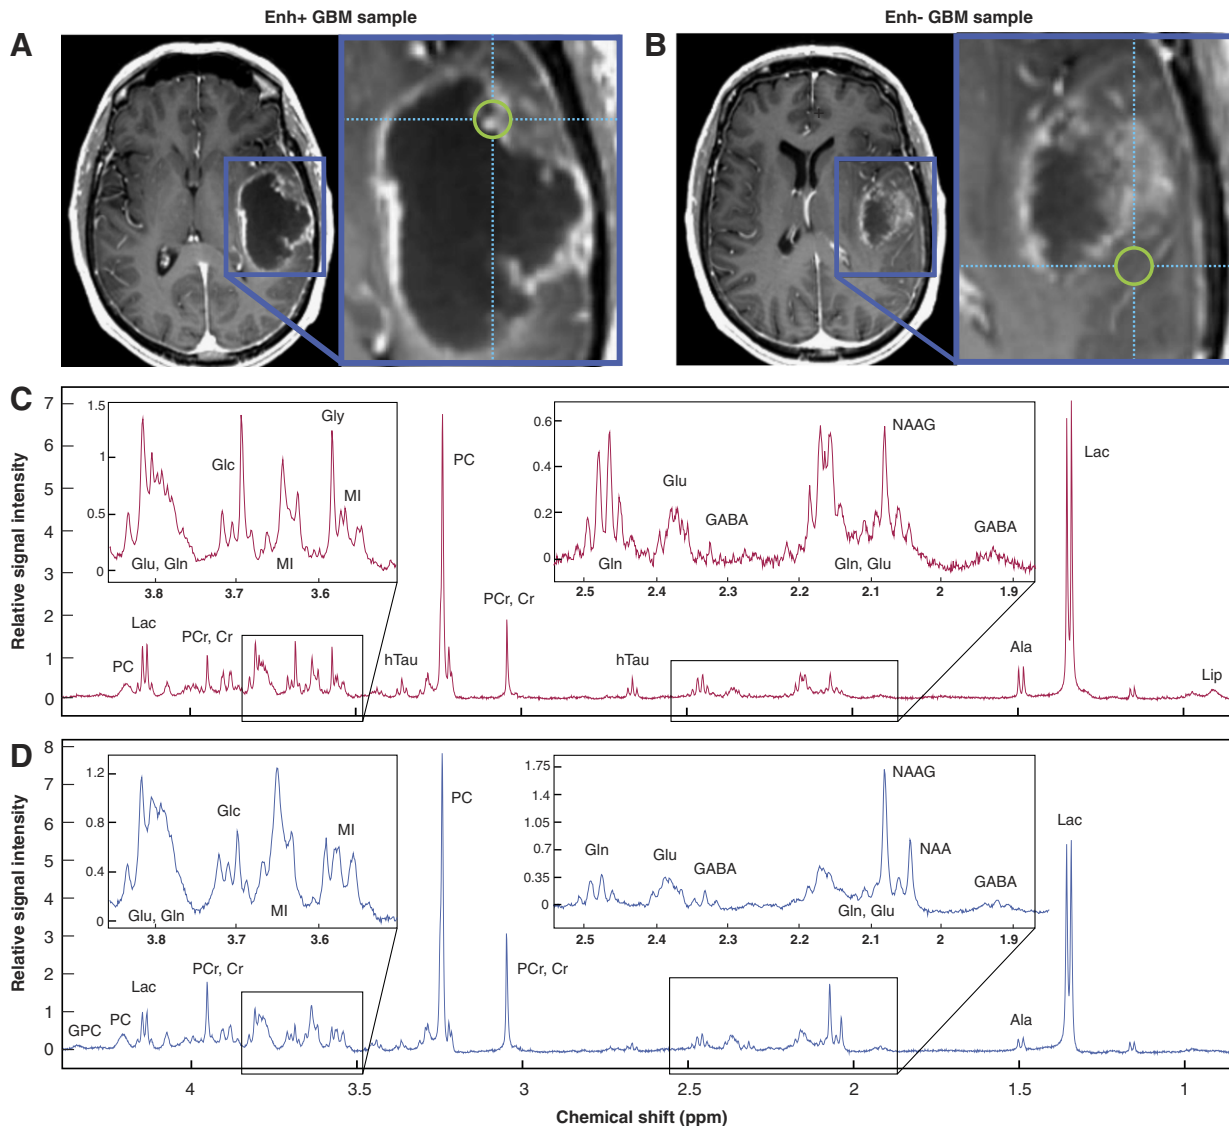 Enh+ GBM sample
Enh- GBM sample
A
B
C
Relative signal intensity
7
6
5
4
3
2
1
0
1.5
1
0.5
0
Glu, Gln
Glc
MI
Gly
MI
3.8
3.7
3.6
0.6
0.4
0.2
0
Gln
Glu
GABA
Gln, Glu
NAAG
GABA
2.5
2.4
2.3
2.2
2.1
2
1.9
PC
Lac
PCr, Cr
hTau
PC
PCr, Cr
hTau
Ala
Lac
Lip
D
Relative signal intensity
8
7
6
5
4
3
2
1
0
1.2
0.8
0.4
0
Glu, Gln
Glc
MI
MI
3.8
3.7
3.6
1.75
1.4
1.05
0.7
0.35
0
Gln
Glu
GABA
Gln, Glu
NAAG
NAA
GABA
2.5
2.4
2.3
2.2
2.1
2
1.9
GPC
PC
Lac
PCr, Cr
PC
PCr, Cr
Ala
Lac
4
3.5
3
2.5
2
1.5
1
Chemical shift (ppm)